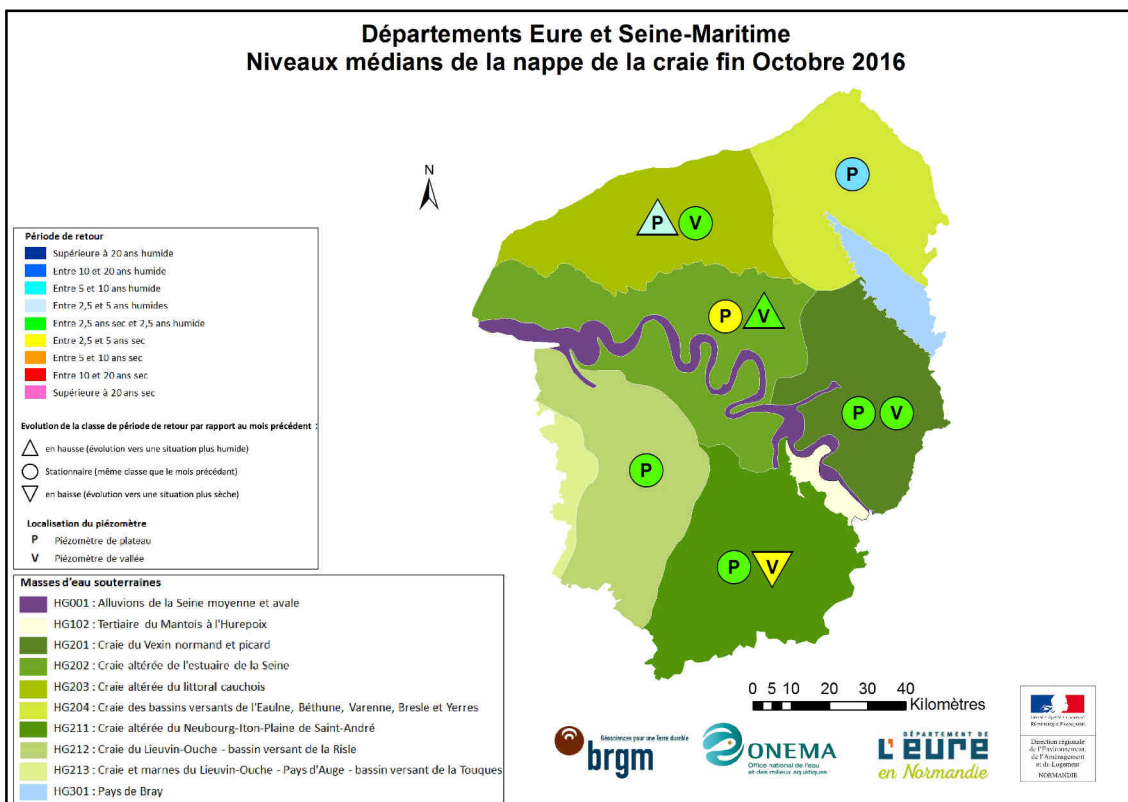 Départements Eure et Seine-Maritime
Niveaux médians de la nappe de la craie fin Octobre 2016
N
P
P V
P V
P V
P
P V
Période de retour
Supérieure à 20 ans humide
Entre 10 et 20 ans humide
Entre 5 et 10 ans humide
Entre 2,5 et 5 ans humides
Entre 2,5 ans sec et 2,5 ans humide
Entre 2,5 et 5 ans sec
Entre 5 et 10 ans sec
Entre 10 et 20 ans sec
Supérieure à 20 ans sec
Evolution de la classe de période de retour par rapport au mois précédent :
en hausse (évolution vers une situation plus humide)
Stationnaire (même classe que le mois précédant)
en baisse (évolution vers une situation plus sèche)
Localisation du piézomètre
P Piézomètre de plateau
V Piézomètre de vallée
Masses d'eau souterraines
HG001 : Alluvions de la Seine moyenne et avale
HG102 : Tertiaire du Mantois à l'Hurepoix
HG201 : Craie du Vexin normand et picard
HG202 : Craie altérée de l'estuaire de la Seine
HG203 : Craie altérée du littoral cauchois
HG204 : Craie des bassins versants de l'Eaulne, Béthune, Varenne, Bresle et Yerres
HG211 : Craie altérée du Neubourg-Iton-Plaine de Saint-André
HG212 : Craie du Lieuvin-Ouche - bassin versant de la Risle
HG213 : Craie et marnes du Lieuvin-Ouche - Pays d'Auge - bassin versant de la Touques
HG301 : Pays de Bray
0 5 10 20 30 40
Kilomètres
Géosciences pour une Terre durable
brgm
ONEMA
Office national de l'eau
et des milieux aquatiques
DÉPARTEMENT DE
L'eure
en Normandie
RÉPUBLIQUE FRANÇAISE
Direction régionale
de l'Environnement,
de l'Aménagement
et du Logement
NORMANDIE